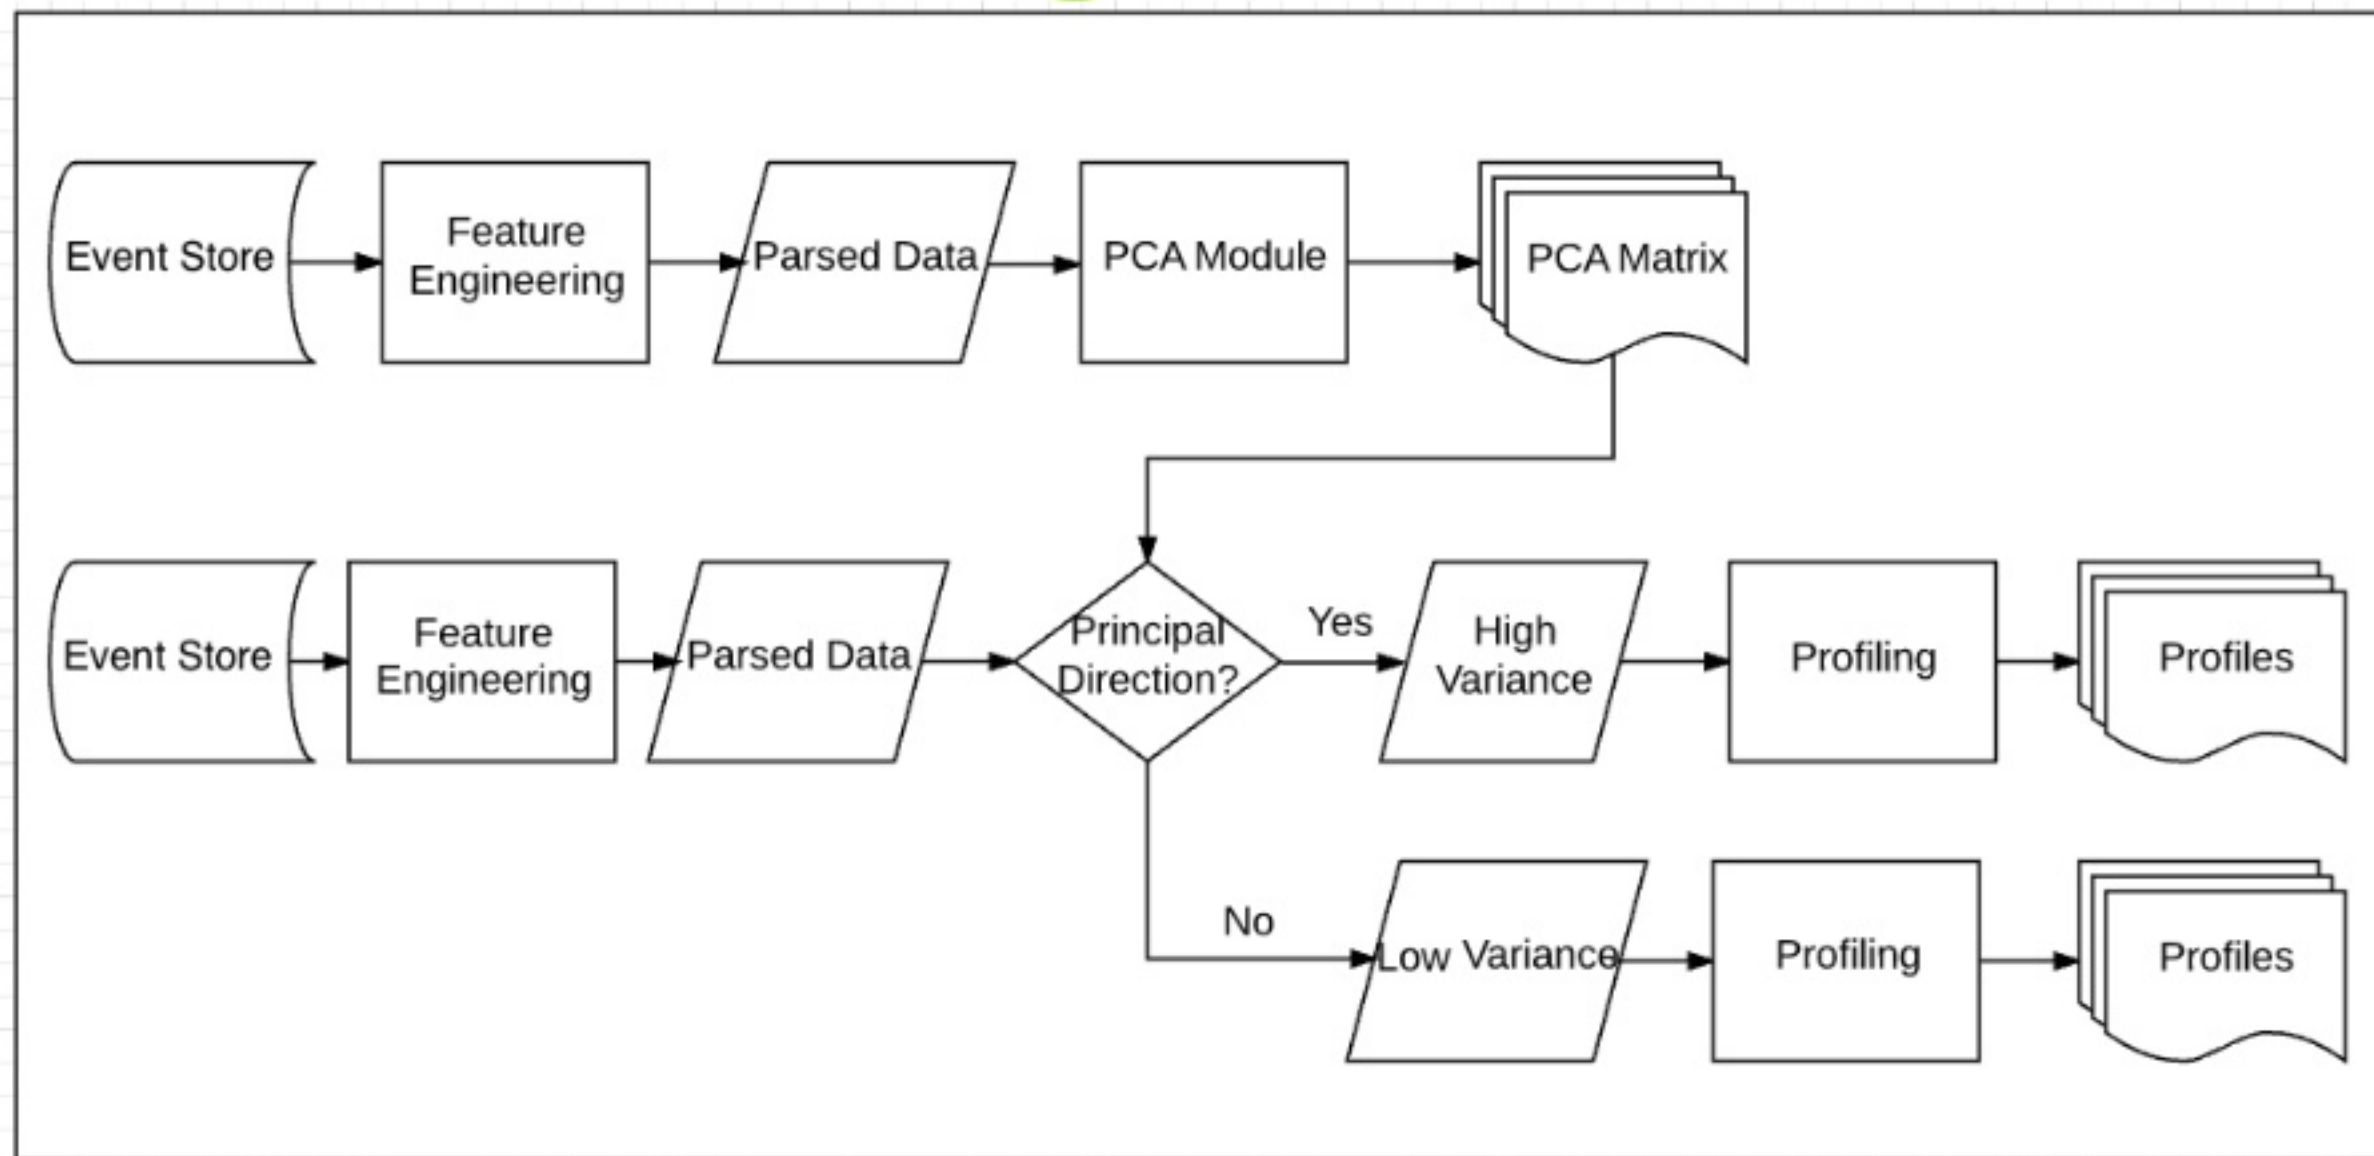 Event Store
Feature
Engineering
Parsed Data
PCA Module
PCA Matrix
Event Store
Feature
Engineering
Parsed Data
Principal
Direction?
Yes
High
Variance
Profiling
Profiles
No
Low Variance
Profiling
Profiles